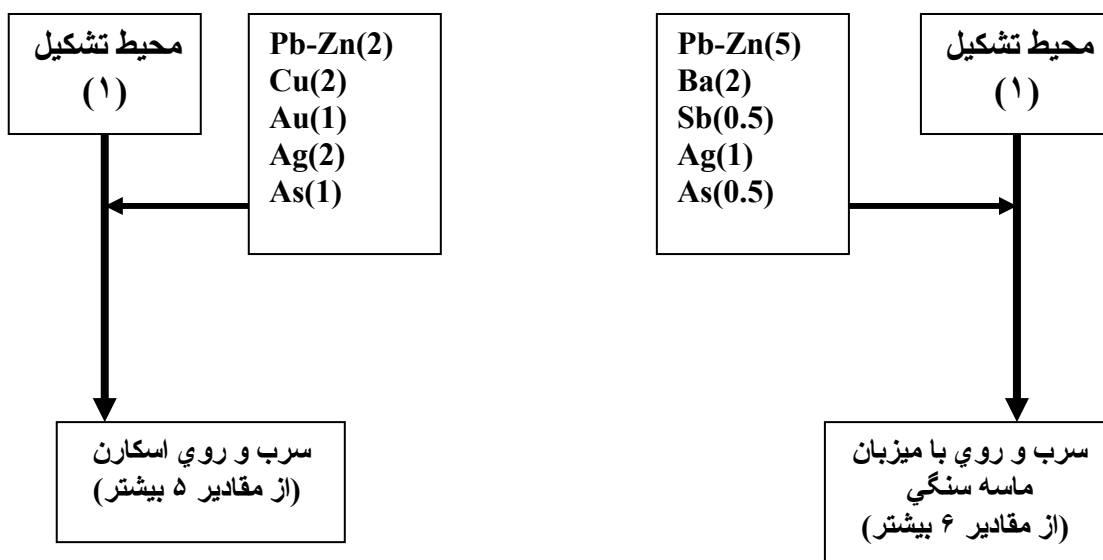 محيط تشكيل
(۱)
Pb-Zn(5)
Ba(2)
Sb(0.5)
Ag(1)
As(0.5)
سرب و روي با ميزبان
ماسه سنگي
(از مقادير ۶ بيشتر)
Pb-Zn(2)
Cu(2)
Au(1)
Ag(2)
As(1)
محيط تشكيل
(۱)
سرب و روي اسكارن
(از مقادير ۵ بيشتر)